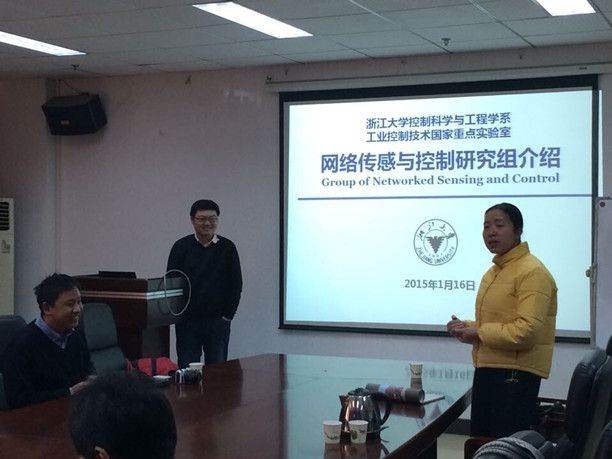 浙江大学控制科学与工程学系
工业控制技术国家重点实验室
网络传感与控制研究组介绍
Group of Networked Sensing and Control
ZHEJIANG UNIVERSITY
2015年1月16日